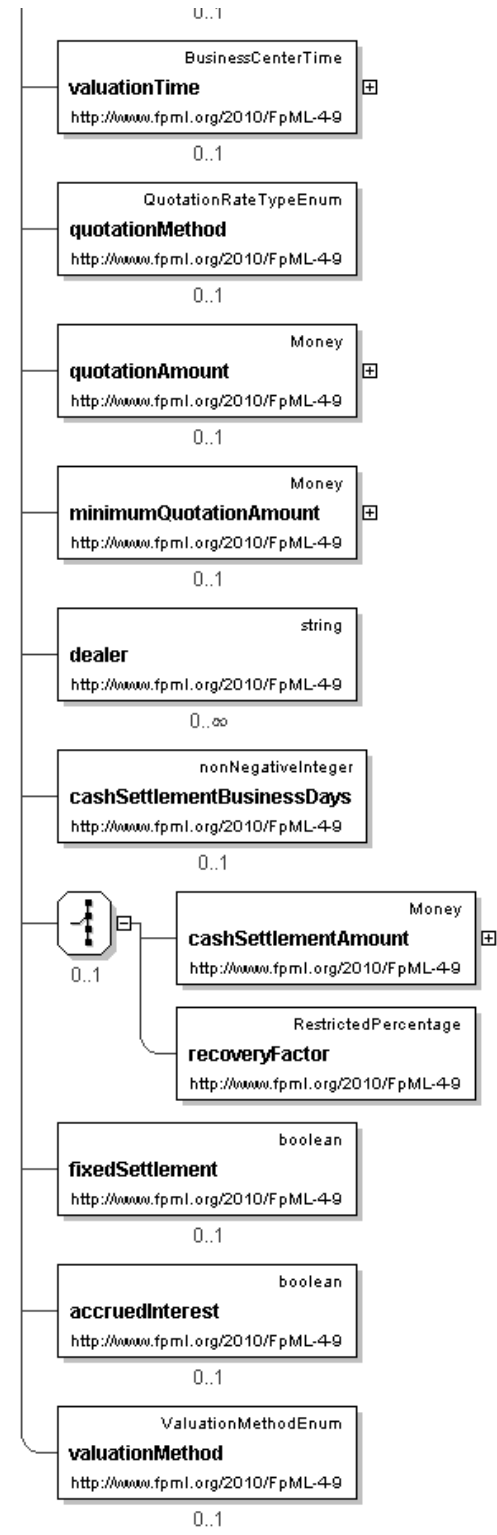 0..1
BusinessCenterTime
valuationTime
http://www.fpml.org/2010/FpML-4-9
0..1
QuotationRateTypeEnum
quotationMethod
http://www.fpml.org/2010/FpML-4-9
0..1
Money
quotationAmount
http://www.fpml.org/2010/FpML-4-9
0..1
Money
minimumQuotationAmount
http://www.fpml.org/2010/FpML-4-9
0..1
string
dealer
http://www.fpml.org/2010/FpML-4-9
0..∞
nonNegativeInteger
cashSettlementBusinessDays
http://www.fpml.org/2010/FpML-4-9
0..1
Money
cashSettlementAmount
http://www.fpml.org/2010/FpML-4-9
0..1
RestrictedPercentage
recoveryFactor
http://www.fpml.org/2010/FpML-4-9
boolean
fixedSettlement
http://www.fpml.org/2010/FpML-4-9
0..1
boolean
accruedInterest
http://www.fpml.org/2010/FpML-4-9
0..1
ValuationMethodEnum
valuationMethod
http://www.fpml.org/2010/FpML-4-9
0..1